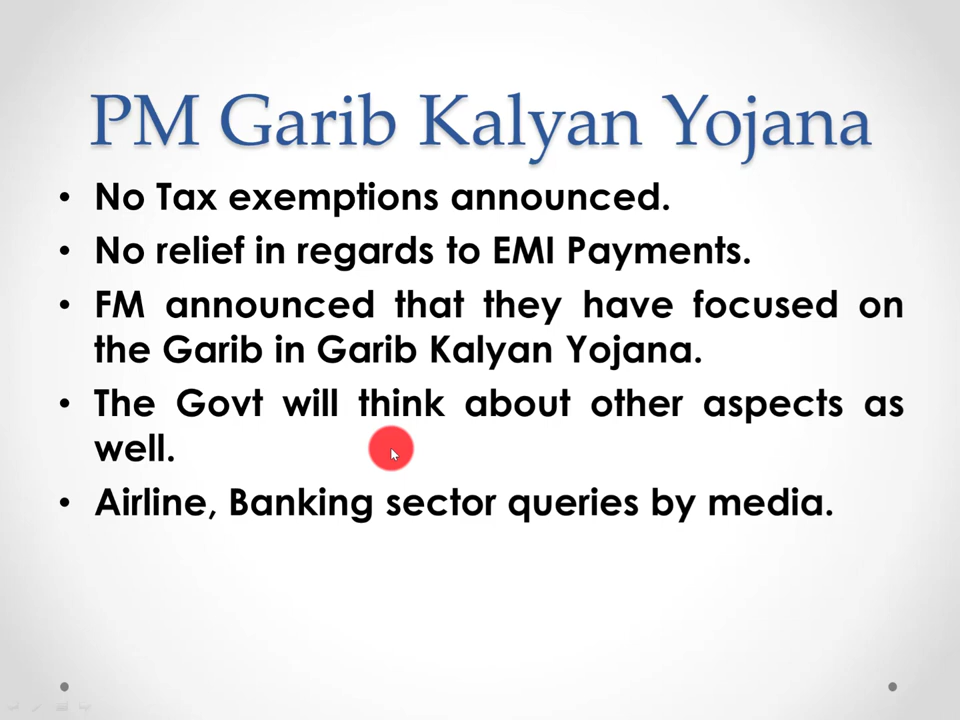 PM Garib Kalyan Yojana
• No Tax exemptions announced.
• No relief in regards to EMI Payments.
• FM announced that they have focused on
the Garib in Garib Kalyan Yojana.
• The Govt will think about other aspects as
well.
• Airline, Banking sector queries by media.